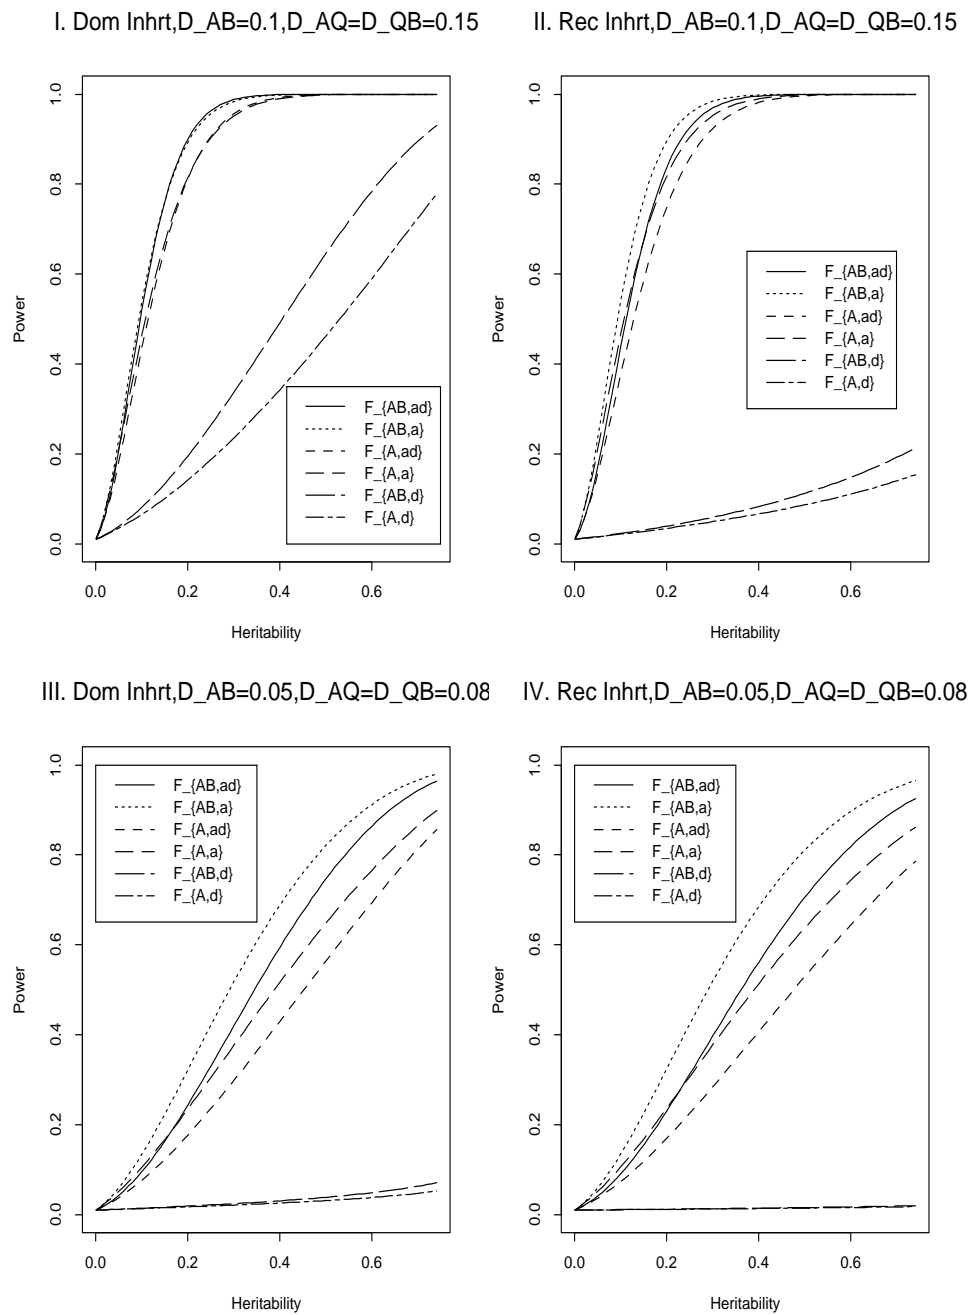 I. Dom Inhrt,D_AB=0.1,D_AQ=D_QB=0.15
Power
0.0 0.2 0.4 0.6 0.8 1.0
F_{AB,ad}
F_{AB,a}
F_{A,ad}
F_{A,a}
F_{AB,d}
F_{A,d}
0.0 0.2 0.4 0.6
Heritability
II. Rec Inhrt,D_AB=0.1,D_AQ=D_QB=0.15
Power
0.0 0.2 0.4 0.6 0.8 1.0
F_{AB,ad}
F_{AB,a}
F_{A,ad}
F_{A,a}
F_{AB,d}
F_{A,d}
0.0 0.2 0.4 0.6
Heritability
III. Dom Inhrt,D_AB=0.05,D_AQ=D_QB=0.08
Power
0.0 0.2 0.4 0.6 0.8 1.0
F_{AB,ad}
F_{AB,a}
F_{A,ad}
F_{A,a}
F_{AB,d}
F_{A,d}
0.0 0.2 0.4 0.6
Heritability
IV. Rec Inhrt,D_AB=0.05,D_AQ=D_QB=0.08
Power
0.0 0.2 0.4 0.6 0.8 1.0
F_{AB,ad}
F_{AB,a}
F_{A,ad}
F_{A,a}
F_{AB,d}
F_{A,d}
0.0 0.2 0.4 0.6
Heritability